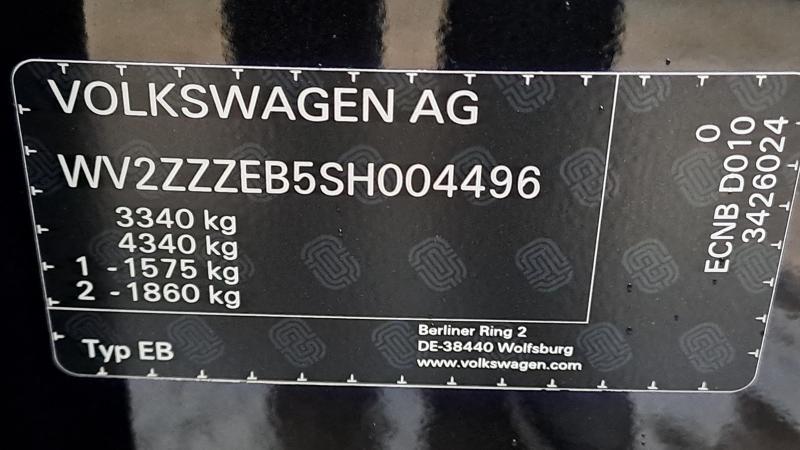 VOLKSWAGEN AG
WV2ZZZEB5SH004496
3340 kg
4340 kg
1 -1575 kg
2 -1860 kg
Typ EB
Berliner Ring 2
DE-38440 Wolfsburg
www.volkswagen.com
0
ECNB D010
3426024